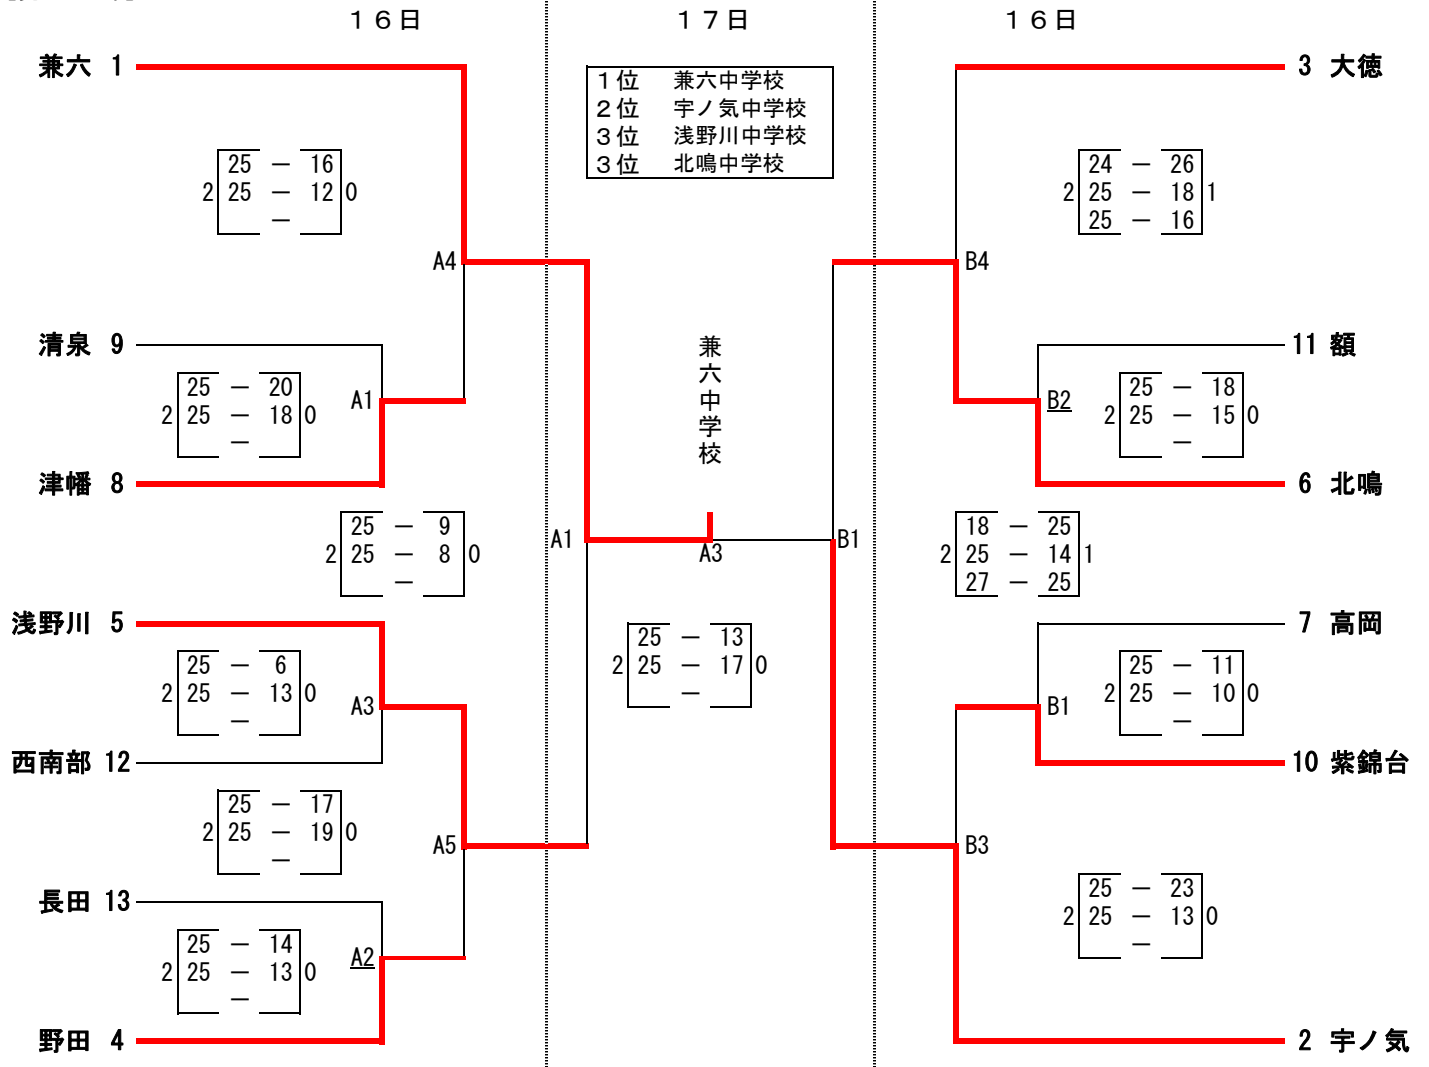 １６日
１７日
１６日
兼六 1
3 大徳
１位 兼六中学校
２位 宇ノ気中学校
３位 浅野川中学校
３位 北鳴中学校
25 － 16
2 25 － 12 0
－
24 － 26
2 25 － 18 1
25 － 16
A4
B4
兼六中学校
清泉 9
11 額
25 － 20
2 25 － 18 0
－
A1
B2
25 － 18
2 25 － 15 0
－
津幡 8
6 北鳴
25 － 9
2 25 － 8 0
－
A1
A3
B1
18 － 25
2 25 － 14 1
27 － 25
浅野川 5
7 高岡
25 － 6
2 25 － 13 0
－
A3
25 － 13
2 25 － 17 0
－
B1
25 － 11
2 25 － 10 0
－
西南部 12
10 紫錦台
25 － 17
2 25 － 19 0
－
A5
B3
長田 13
25 － 23
2 25 － 13 0
－
25 － 14
2 25 － 13 0
－
A2
野田 4
2 宇ノ気